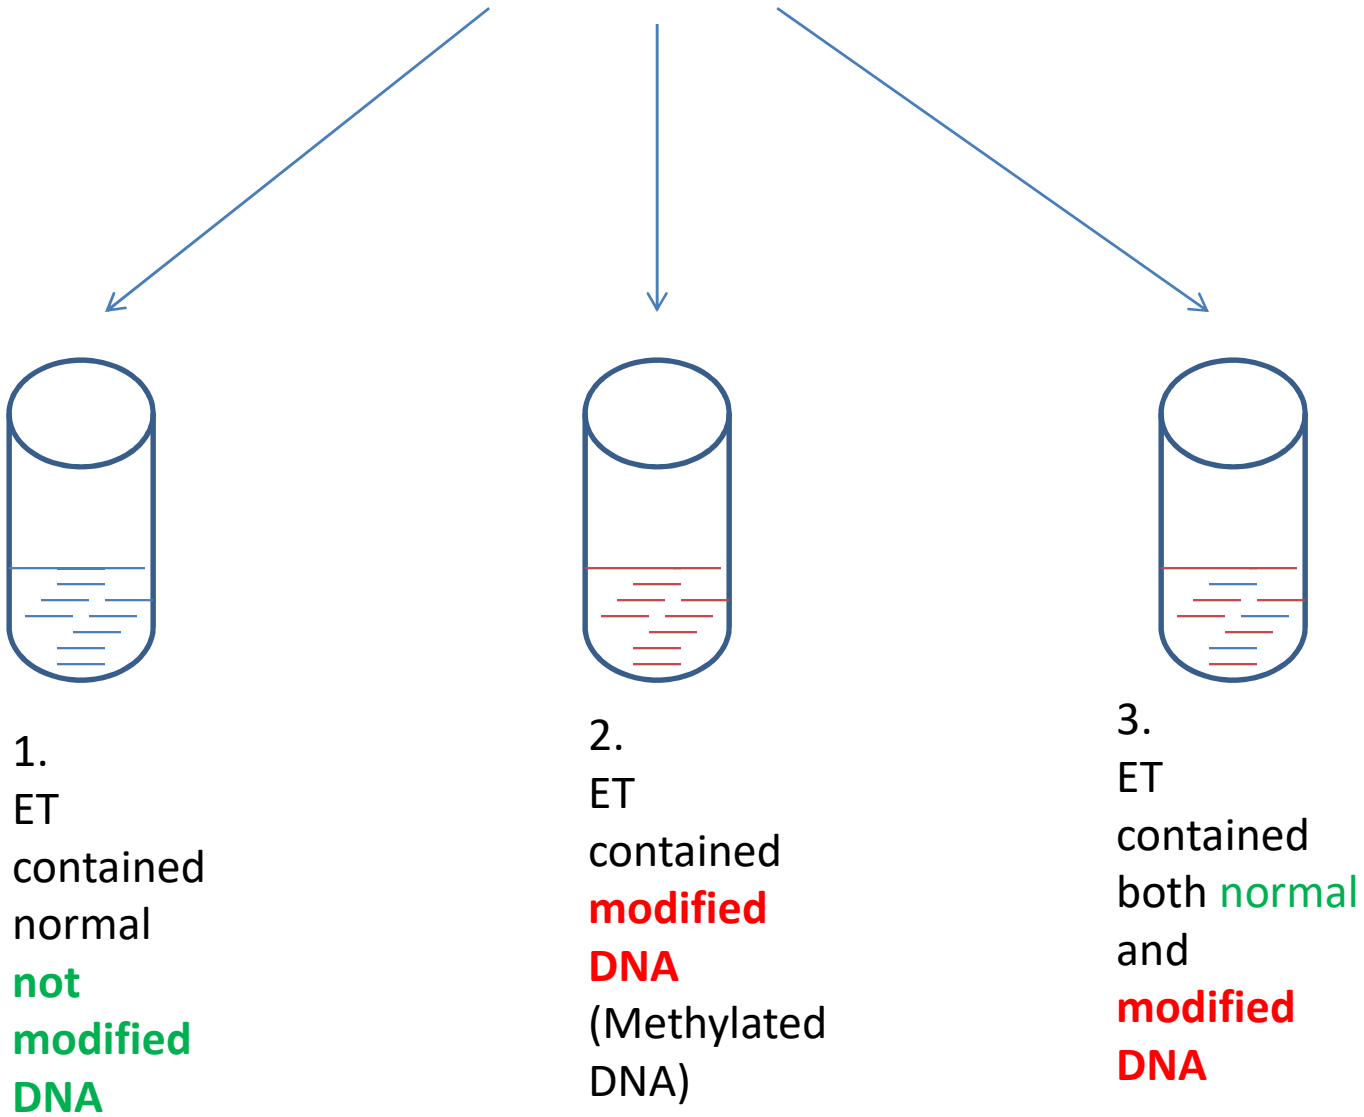 1.
ET
contained
normal
not
modified
DNA
2.
ET
contained
modified
DNA
(Methylated
DNA)
3.
ET
contained
both normal
and
modified
DNA